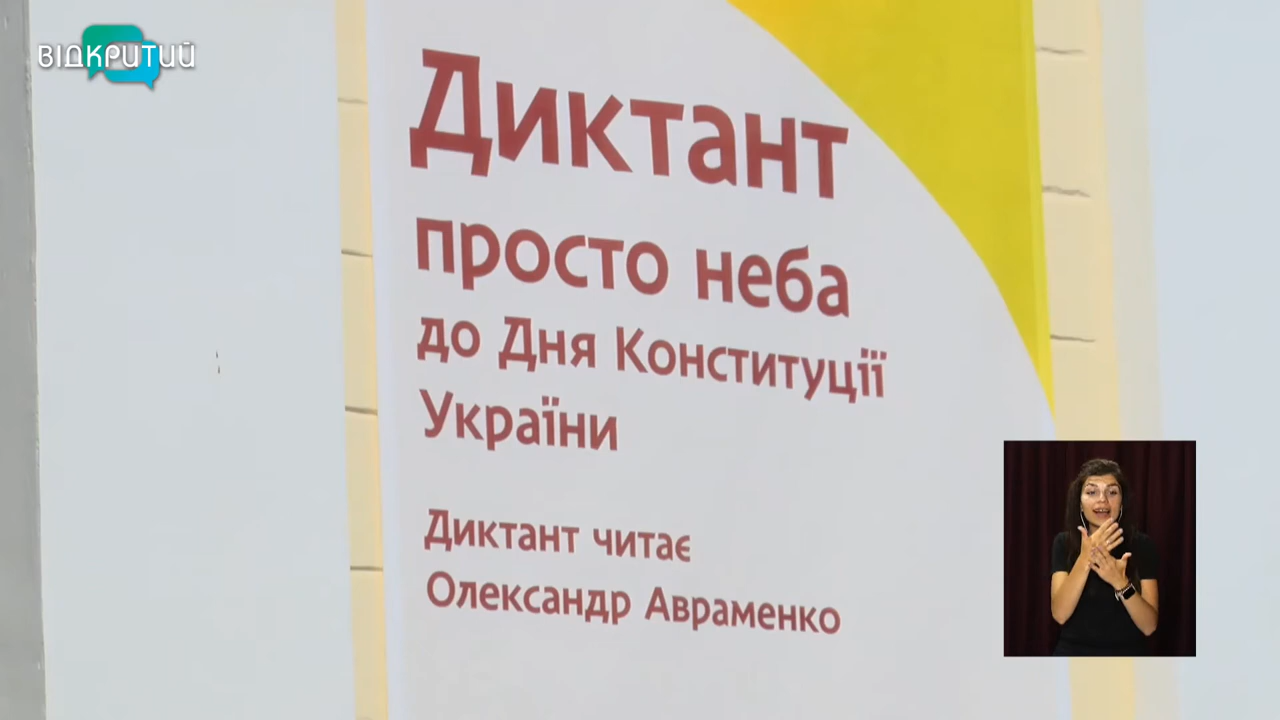 ВІДКРИТИЙ
Диктант
просто неба
до Дня Конституції
України
Диктант читає
Олександр Авраменко